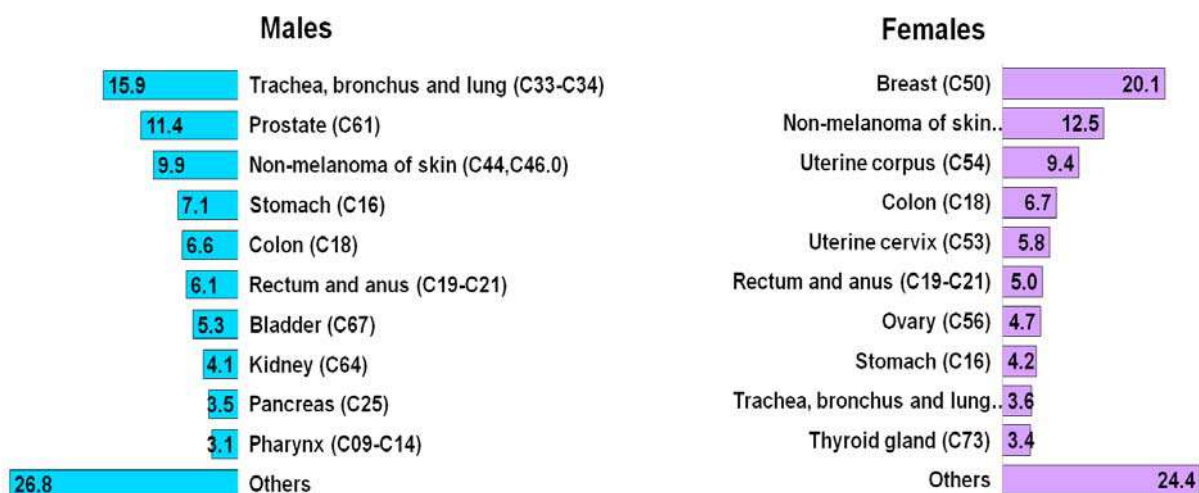 Males
15.9 Trachea, bronchus and lung (C33-C34)
11.4 Prostate (C61)
9.9 Non-melanoma of skin (C44,C46.0)
7.1 Stomach (C16)
6.6 Colon (C18)
6.1 Rectum and anus (C19-C21)
5.3 Bladder (C67)
4.1 Kidney (C64)
3.5 Pancreas (C25)
3.1 Pharynx (C09-C14)
26.8 Others
Females
Breast (C50) 20.1
Non-melanoma of skin.. 12.5
Uterine corpus (C54) 9.4
Colon (C18) 6.7
Uterine cervix (C53) 5.8
Rectum and anus (C19-C21) 5.0
Ovary (C56) 4.7
Stomach (C16) 4.2
Trachea, bronchus and lung.. 3.6
Thyroid gland (C73) 3.4
Others 24.4